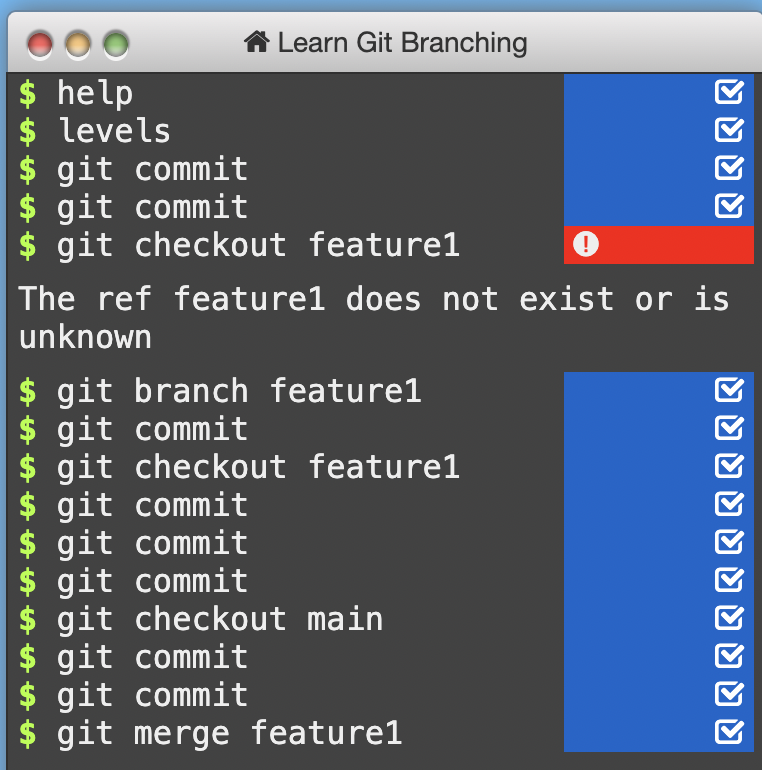 Learn Git Branching
$ help
$ levels
$ git commit
$ git commit
$ git checkout feature1
The ref feature1 does not exist or is
unknown
$ git branch feature1
$ git commit
$ git checkout feature1
$ git commit
$ git commit
$ git commit
$ git checkout main
$ git commit
$ git commit
$ git merge feature1